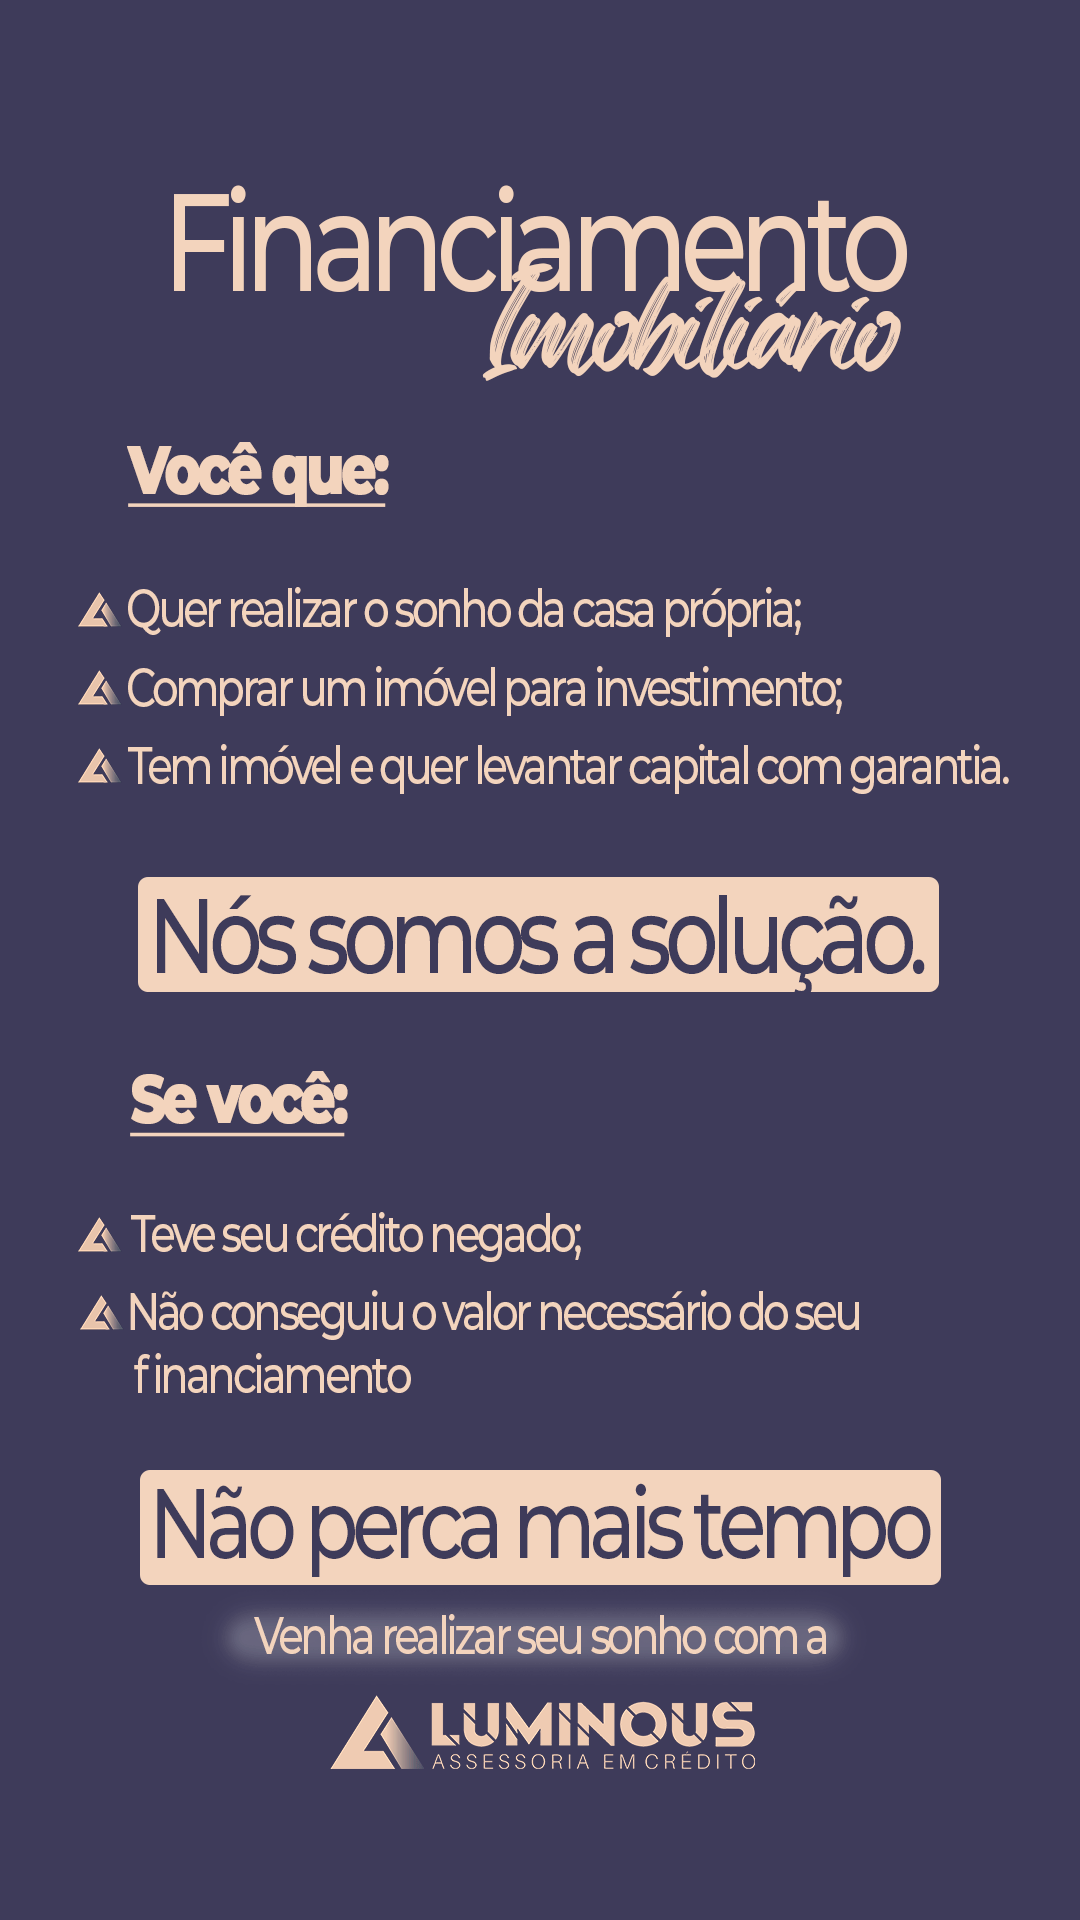 Financiamento
Imobiliário
Você que:
Quer realizar o sonho da casa própria;
Comprar um imóvel para investimento;
Tem imóvel e quer levantar capital com garantia.
Nós somos a solução.
Se você:
Teve seu crédito negado;
Não conseguiu o valor necessário do seu
financiamento
Não perca mais tempo
Venha realizar seu sonho com a
LUMINOUS
ASSESSORIA EM CRÉDITO